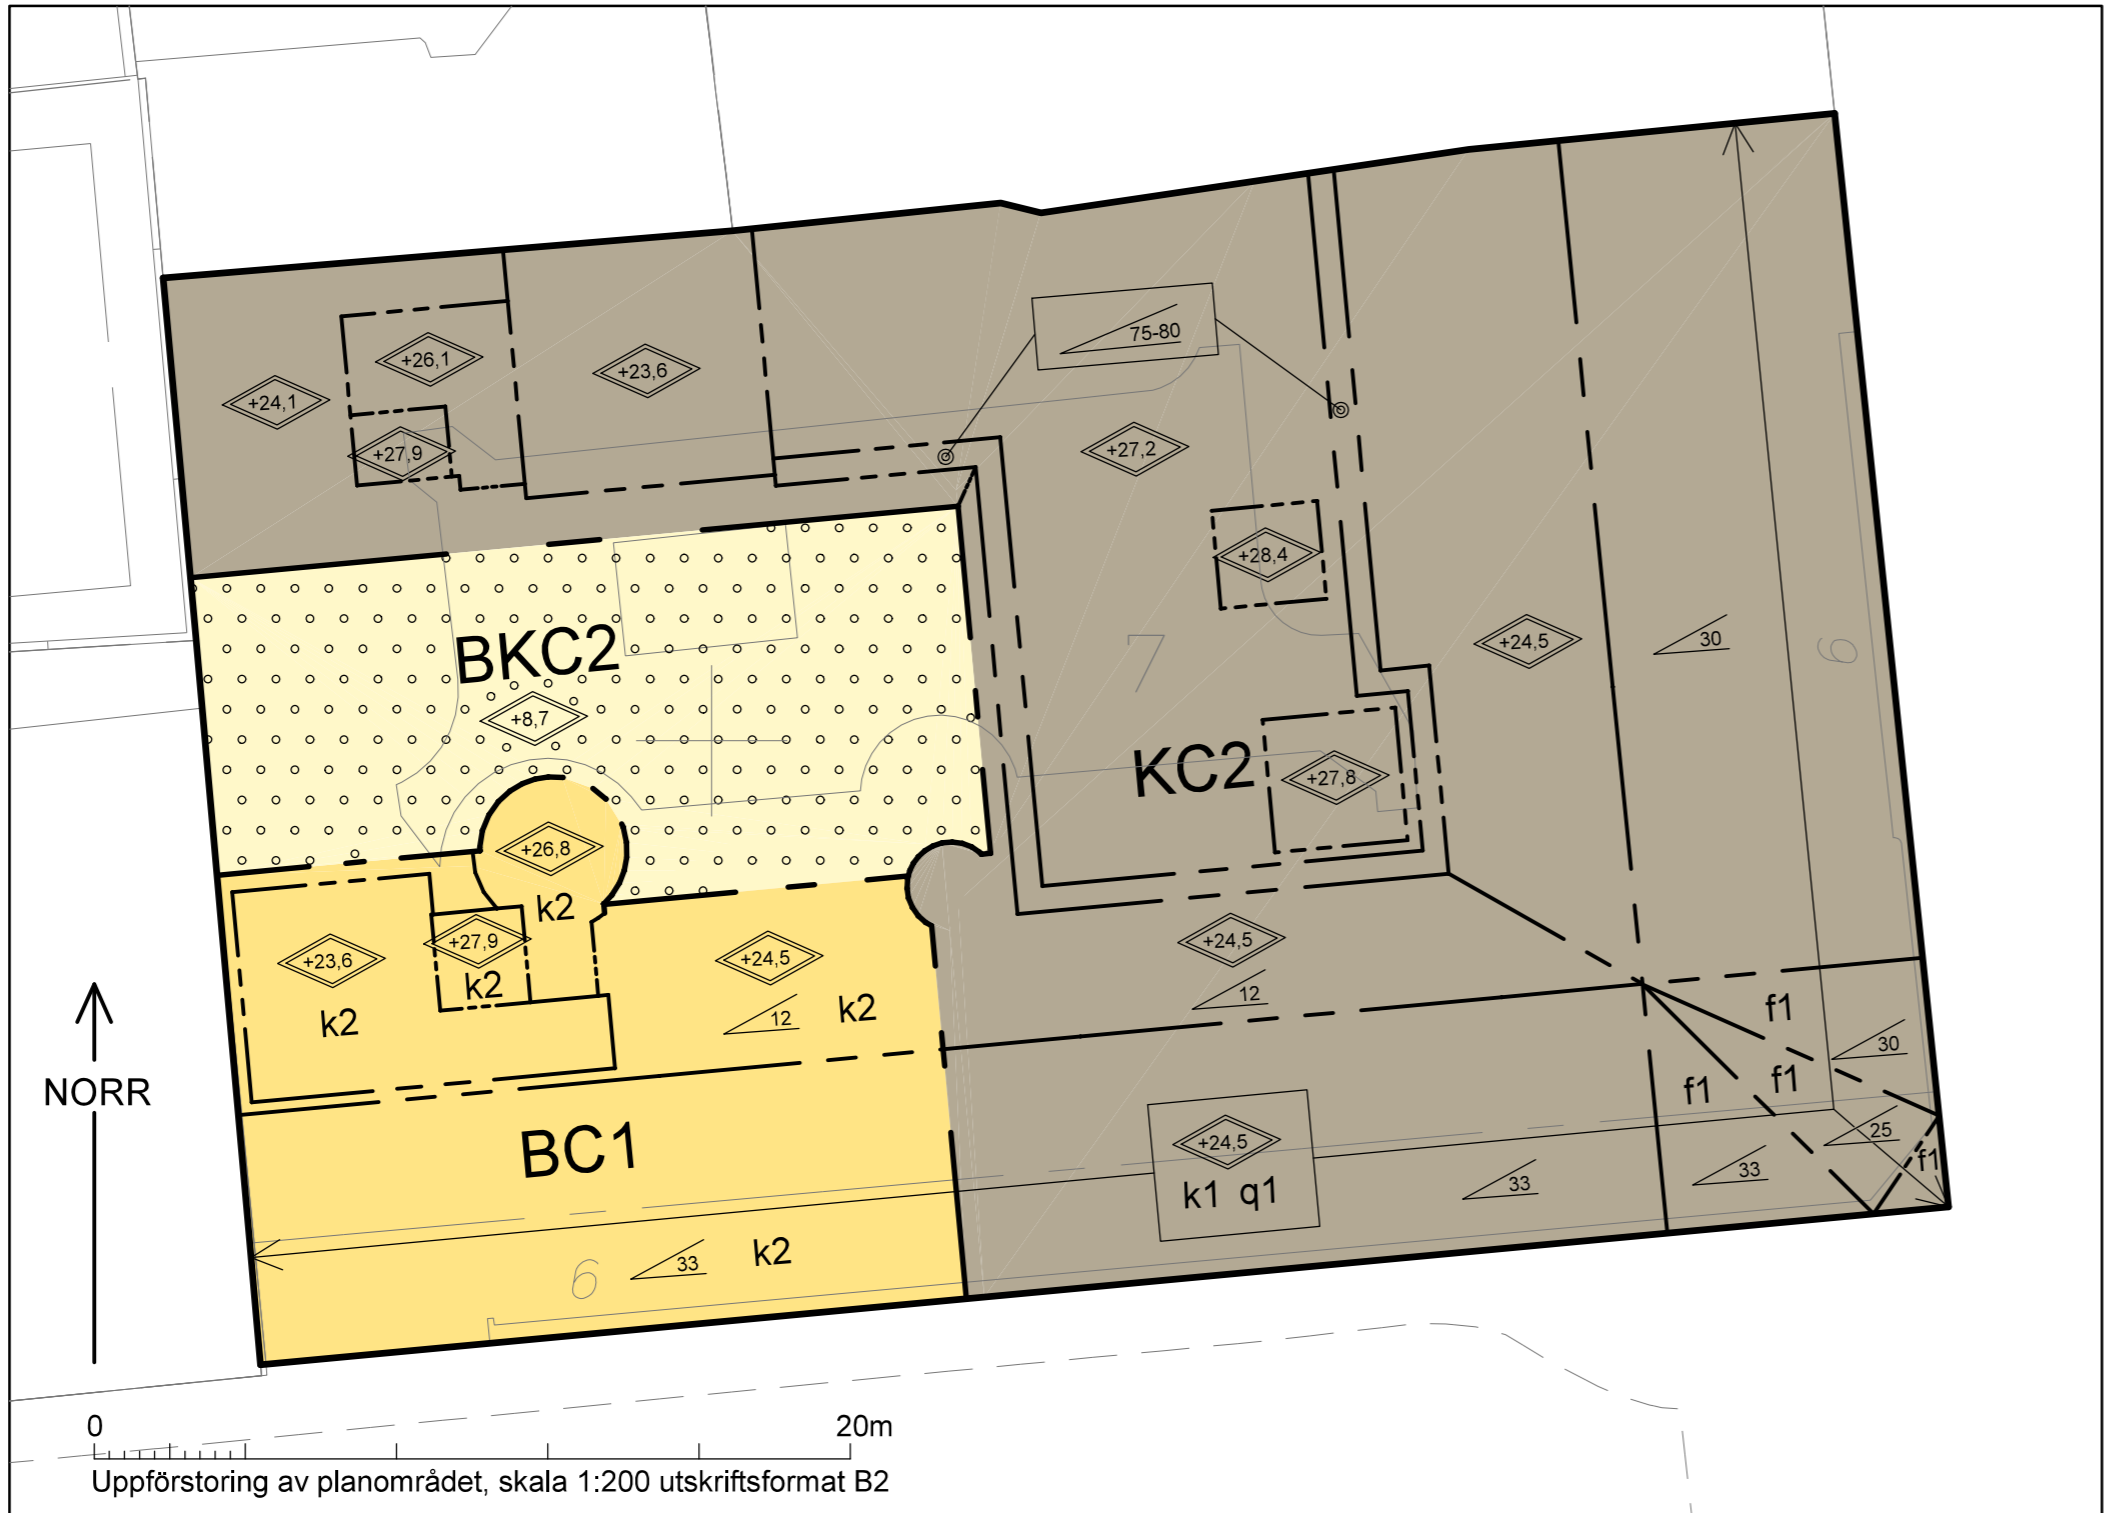 75-80
+26,1
+23,6
+24,1
+27,9
+27,2
+28,4
7
+24,5
30
6
BKC2
+8,7
KC2
+27,8
+26,8
k2
+27,9
k2
+23,6
k2
+24,5
12
k2
+24,5
12
f1
30
f1
f1
25
f1
33
33
+24,5
k1 q1
BC1
6
33
k2
NORR
0
20m
Uppförstoring av planområdet, skala 1:200 utskriftsformat B2